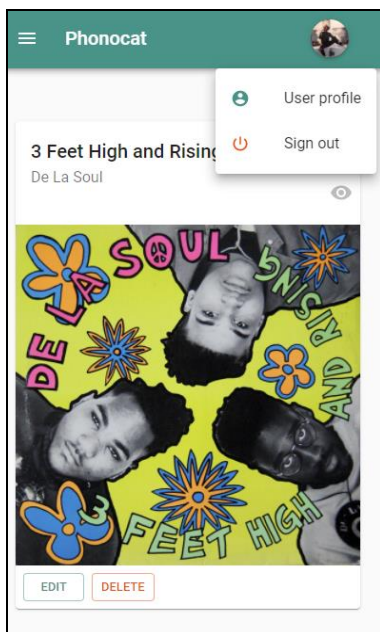 Phonocat
User profile
Sign out
3 Feet High and Rising
De La Soul
DE LA SOUL
3 FEET HIGH
AND RISING
EDIT
DELETE